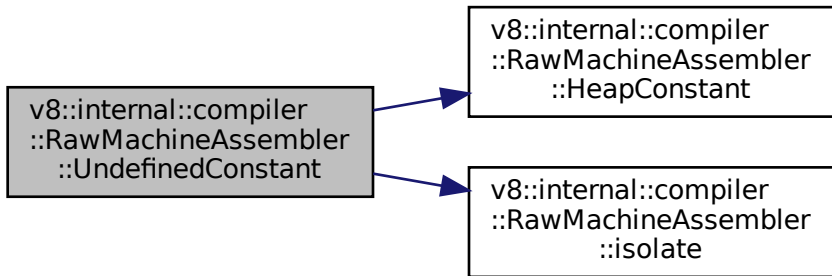 v8::internal::compiler
::RawMachineAssembler
::UndefinedConstant
v8::internal::compiler
::RawMachineAssembler
::HeapConstant
v8::internal::compiler
::RawMachineAssembler
::isolate